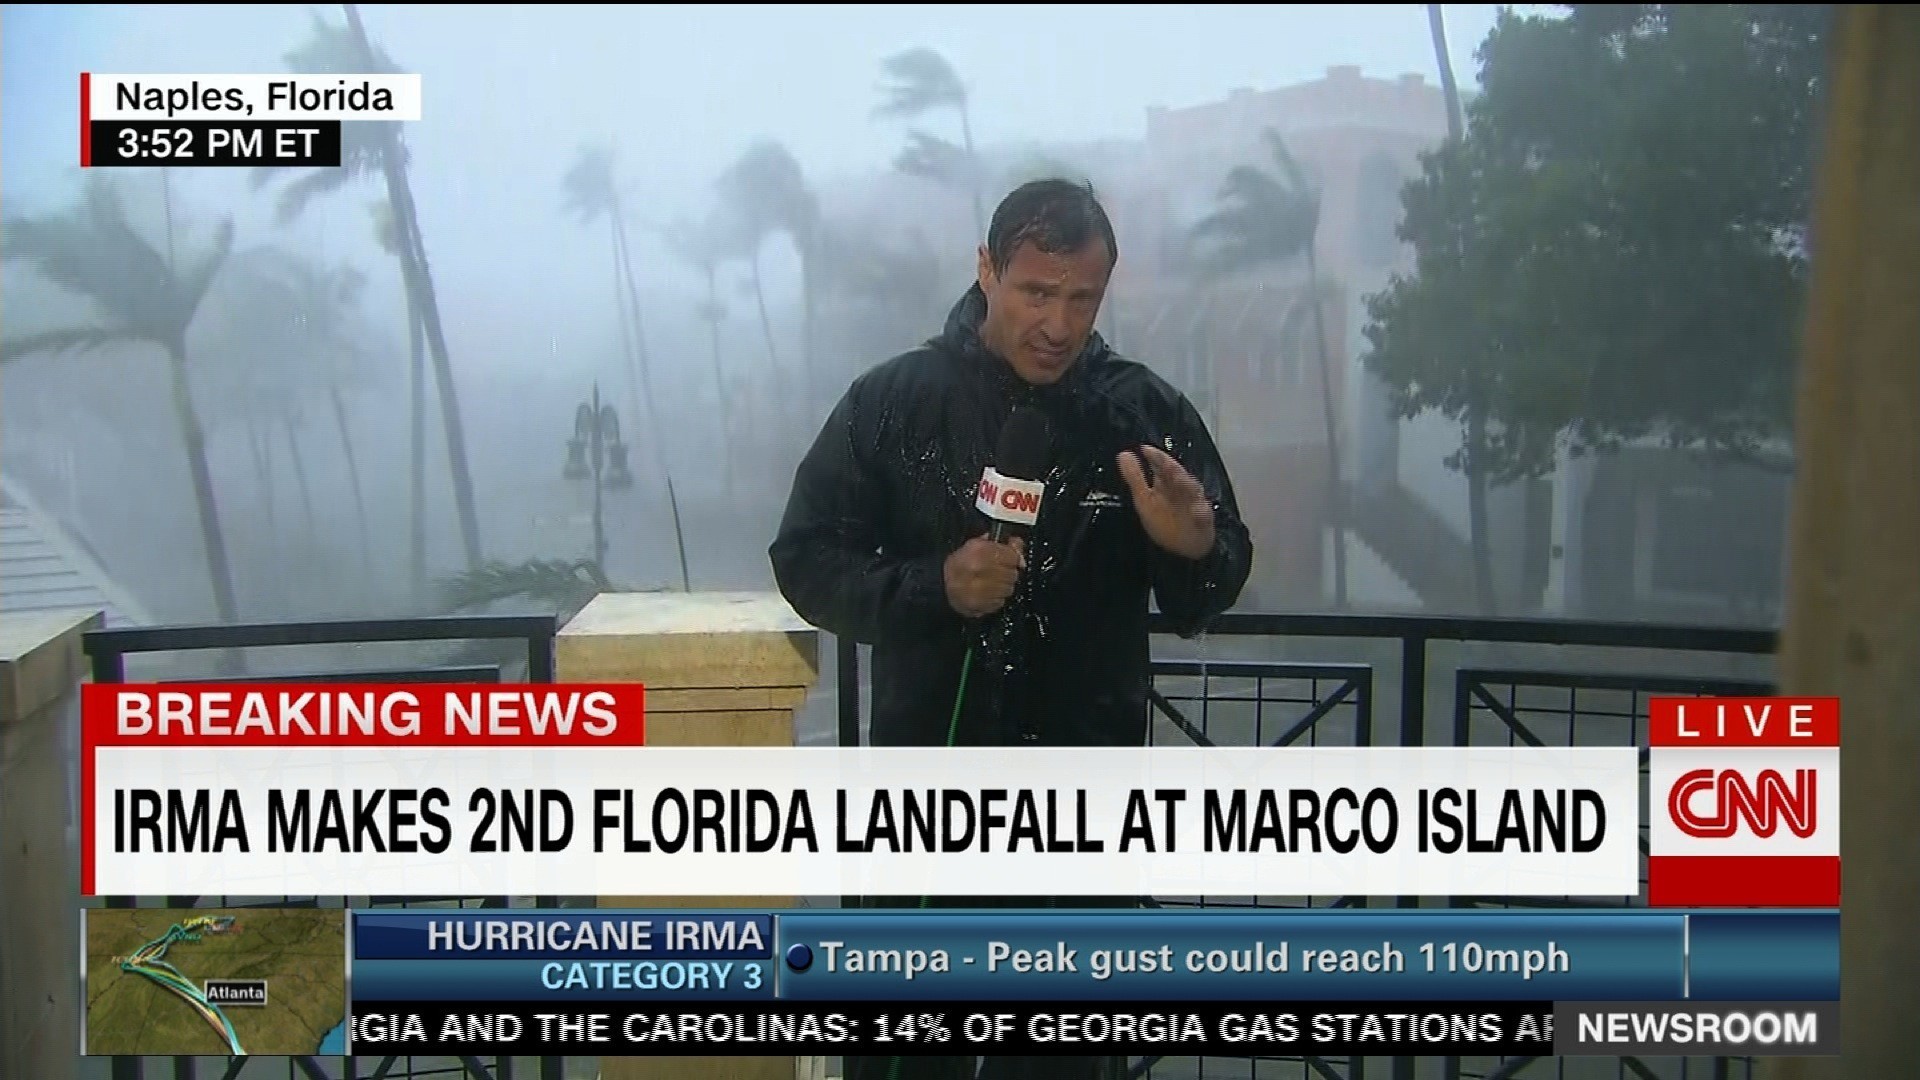 Naples, Florida
3:52 PM ET
CNN CNN
BREAKING NEWS
LIVE
IRMA MAKES 2ND FLORIDA LANDFALL AT MARCO ISLAND
CNN
HURRICANE IRMA
CATEGORY 3
Tampa - Peak gust could reach 110mph
Atlanta
RGIA AND THE CAROLINAS: 14% OF GEORGIA GAS STATIONS AR
NEWSROOM